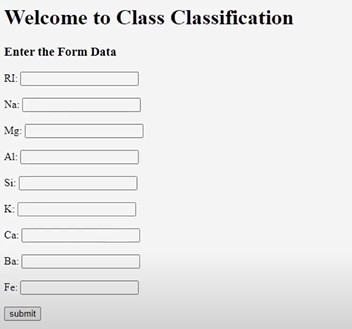 Welcome to Class Classification
Enter the Form Data
RI:
Na:
Mg:
Al:
Si:
K:
Ca:
Ba:
Fe:
submit